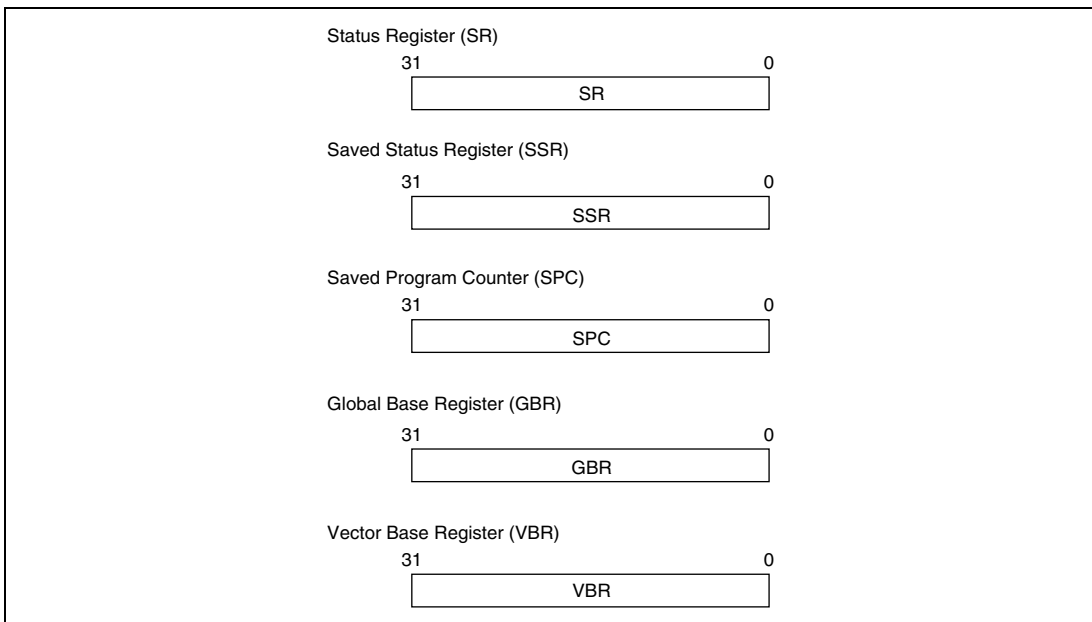 Status Register (SR)
31 0
SR
Saved Status Register (SSR)
31 0
SSR
Saved Program Counter (SPC)
31 0
SPC
Global Base Register (GBR)
31 0
GBR
Vector Base Register (VBR)
31 0
VBR